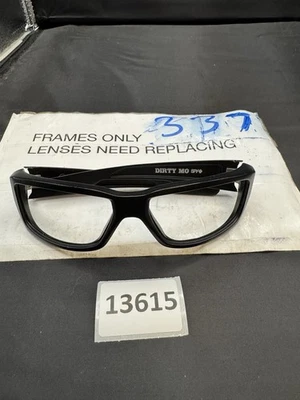 337
FRAMES ONLY
LENSES NEED REPLACING
DIRTY MO
13615